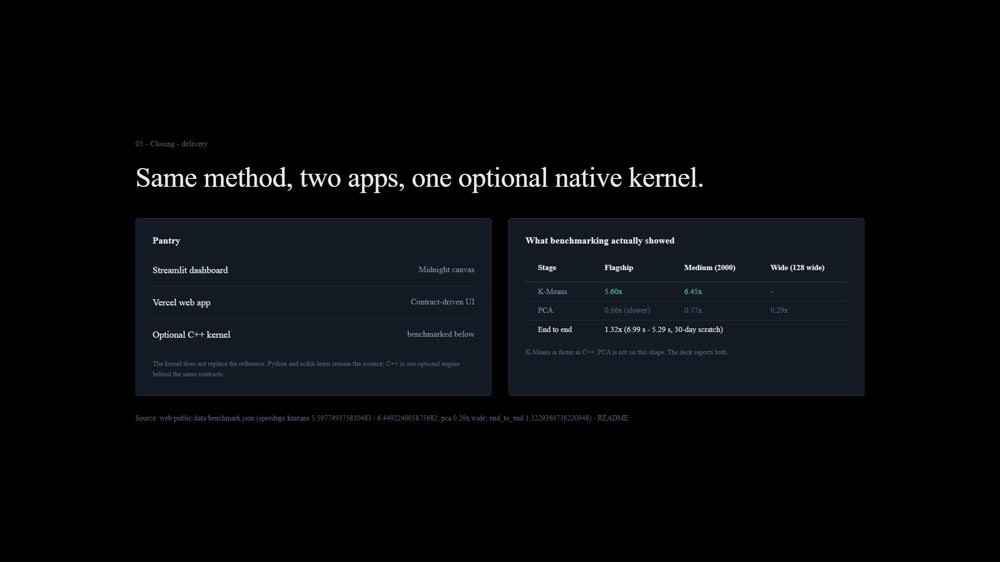 05 - Closing - delivery
Same method, two apps, one optional native kernel.
Pantry
Streamlit dashboard Midnight canvas
Vercel web app Contract-driven UI
Optional C++ kernel benchmarked below
The kernel does not replace the reference. Python and scikit-learn remain the science; C++ is one optional engine
behind the same contracts.
What benchmarking actually showed
Stage Flagship Medium (2000) Wide (128 wide)
K-Means 5.60x 6.45x -
PCA 0.66x (slower) 0.77x 0.29x
End to end 1.32x (6.99 s - 5.29 s, 30-day scratch)
K-Means is faster in C++. PCA is not on this shape. The deck reports both.
Source: web/public/data/benchmark.json (speedups kmeans 5.597749375810483 / 6.449224005875682; pca 0.29x wide; end_to_end 1.3229360736220948) - README